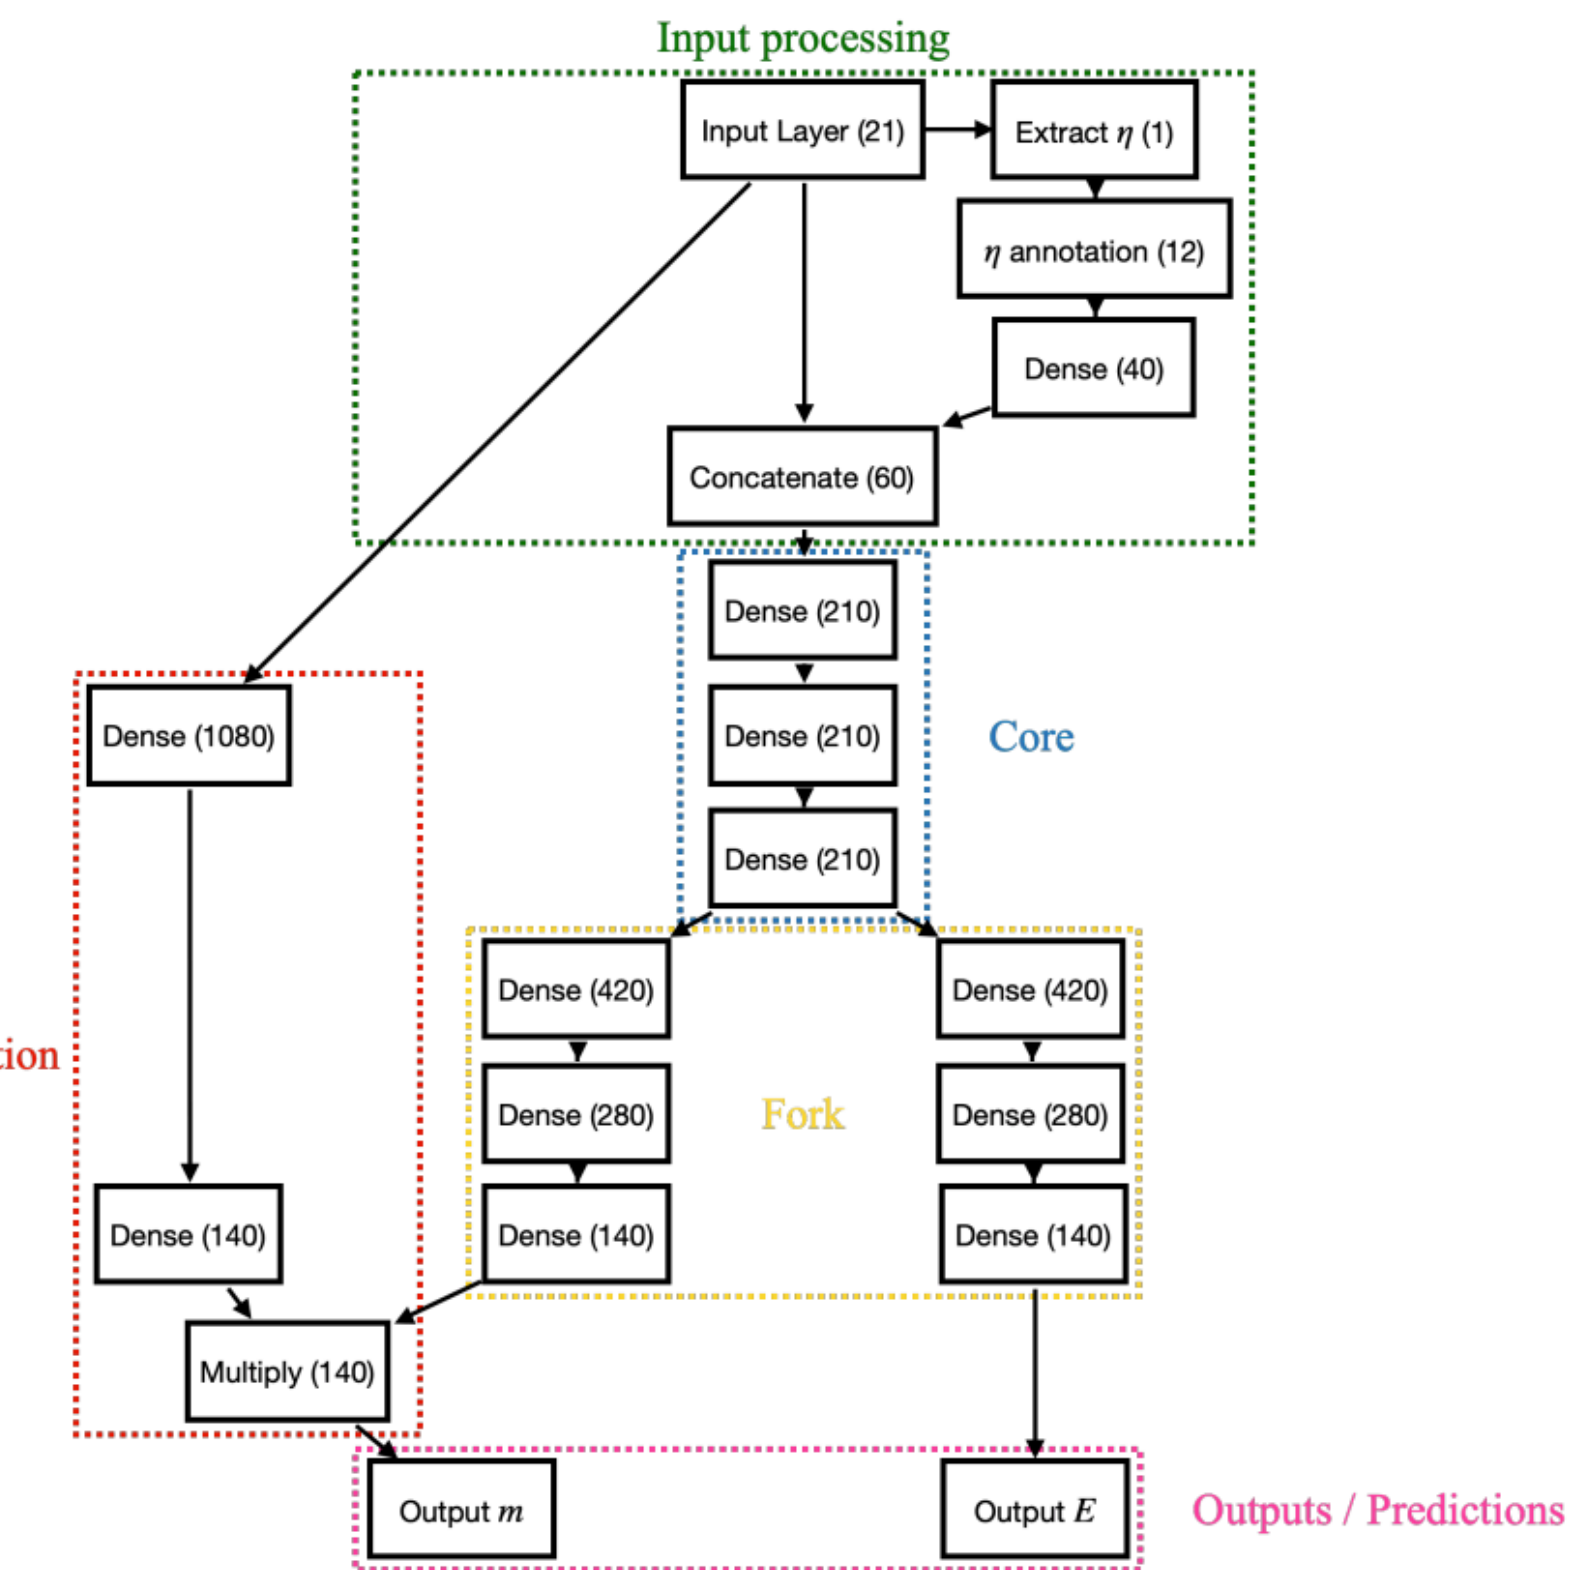 Input processing
Input Layer (21)
Extract η (1)
η annotation (12)
Dense (40)
Concatenate (60)
Dense (210)
Dense (1080)
Dense (210)
Core
Dense (210)
Dense (420)
Dense (420)
tion
Dense (280)
Fork
Dense (280)
Dense (140)
Dense (140)
Dense (140)
Multiply (140)
Output m
Output E
Outputs / Predictions